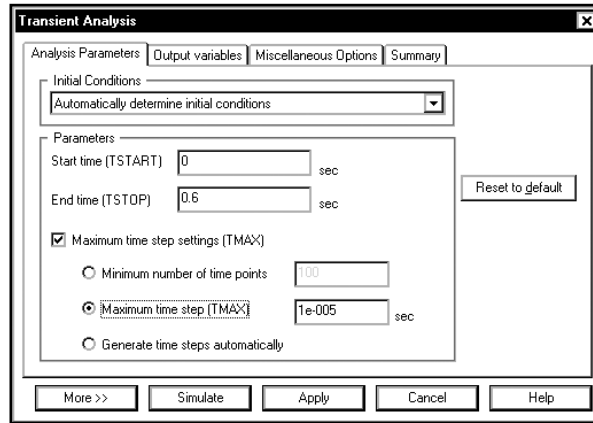 Transient Analysis
Analysis Parameters Output variables Miscellaneous Options Summary
Initial Conditions
Automatically determine initial conditions
Parameters
Start time (TSTART) 0 sec
End time (TSTOP) 0.6 sec
Reset to default
Maximum time step settings (TMAX)
Minimum number of time points 100
Maximum time step (TMAX) 1e-005 sec
Generate time steps automatically
More >> Simulate Apply Cancel Help